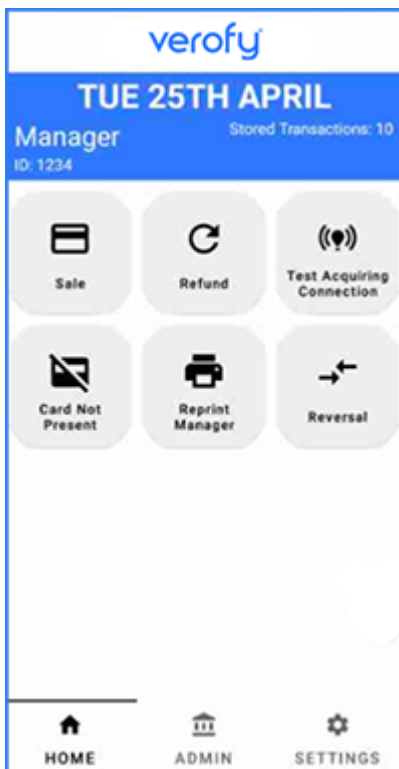 verofy
TUE 25TH APRIL
Manager
Stored Transactions: 10
ID: 1234
Sale
Refund
Test Acquiring
Connection
Card Not
Present
Reprint
Manager
Reversal
HOME
ADMIN
SETTINGS